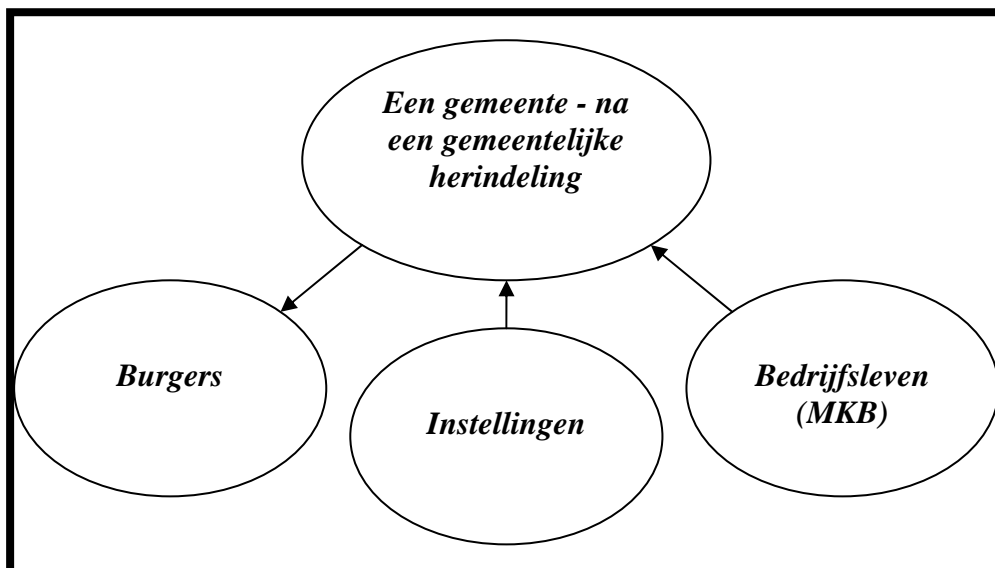 Een gemeente - na
een gemeentelijke
herindeling
Burgers
Instellingen
Bedrijfsleven
(MKB)